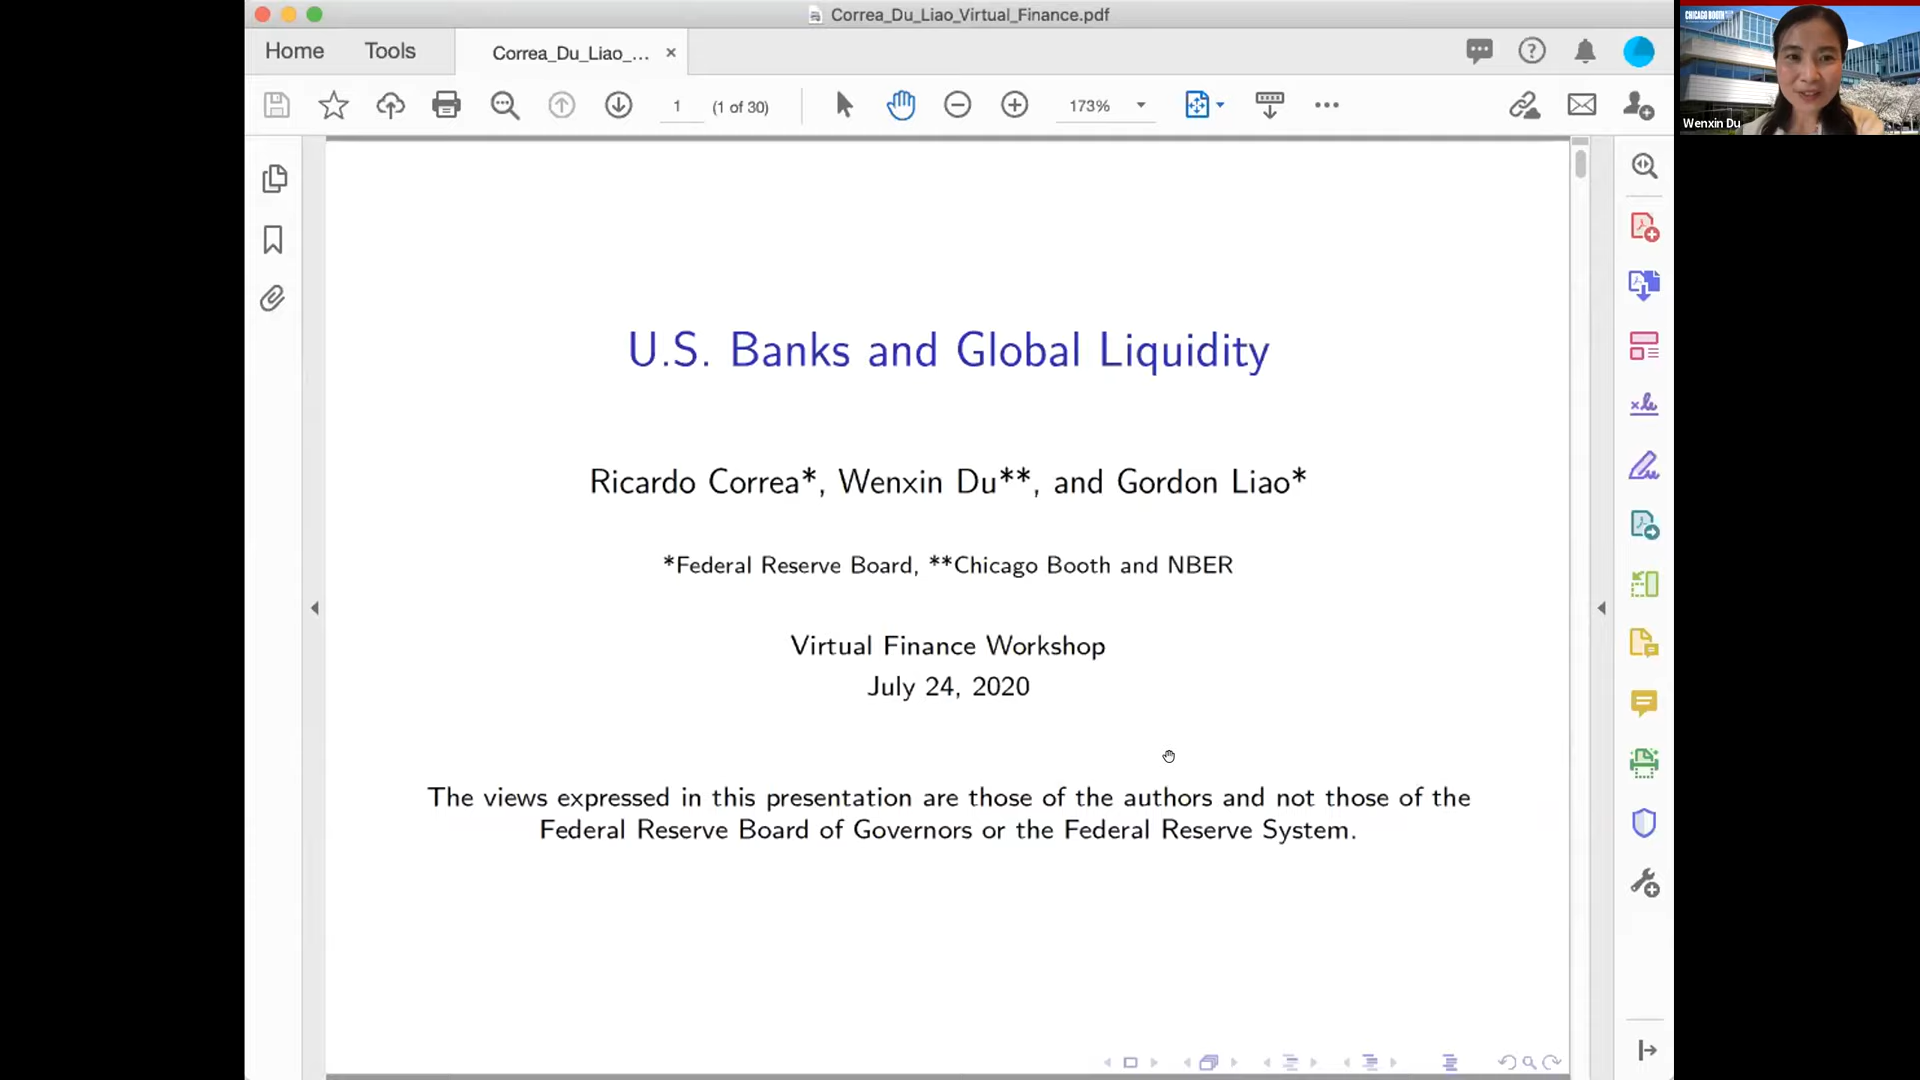 Correa_Du_Liao_Virtual_Finance.pdf
Home
Tools
Correa_Du_Liao_...
1
(1 of 30)
173%
CHICAGO BOOTH
Wenxin Du
U.S. Banks and Global Liquidity
Ricardo Correa*, Wenxin Du**, and Gordon Liao*
*Federal Reserve Board, **Chicago Booth and NBER
Virtual Finance Workshop
July 24, 2020
The views expressed in this presentation are those of the authors and not those of the
Federal Reserve Board of Governors or the Federal Reserve System.